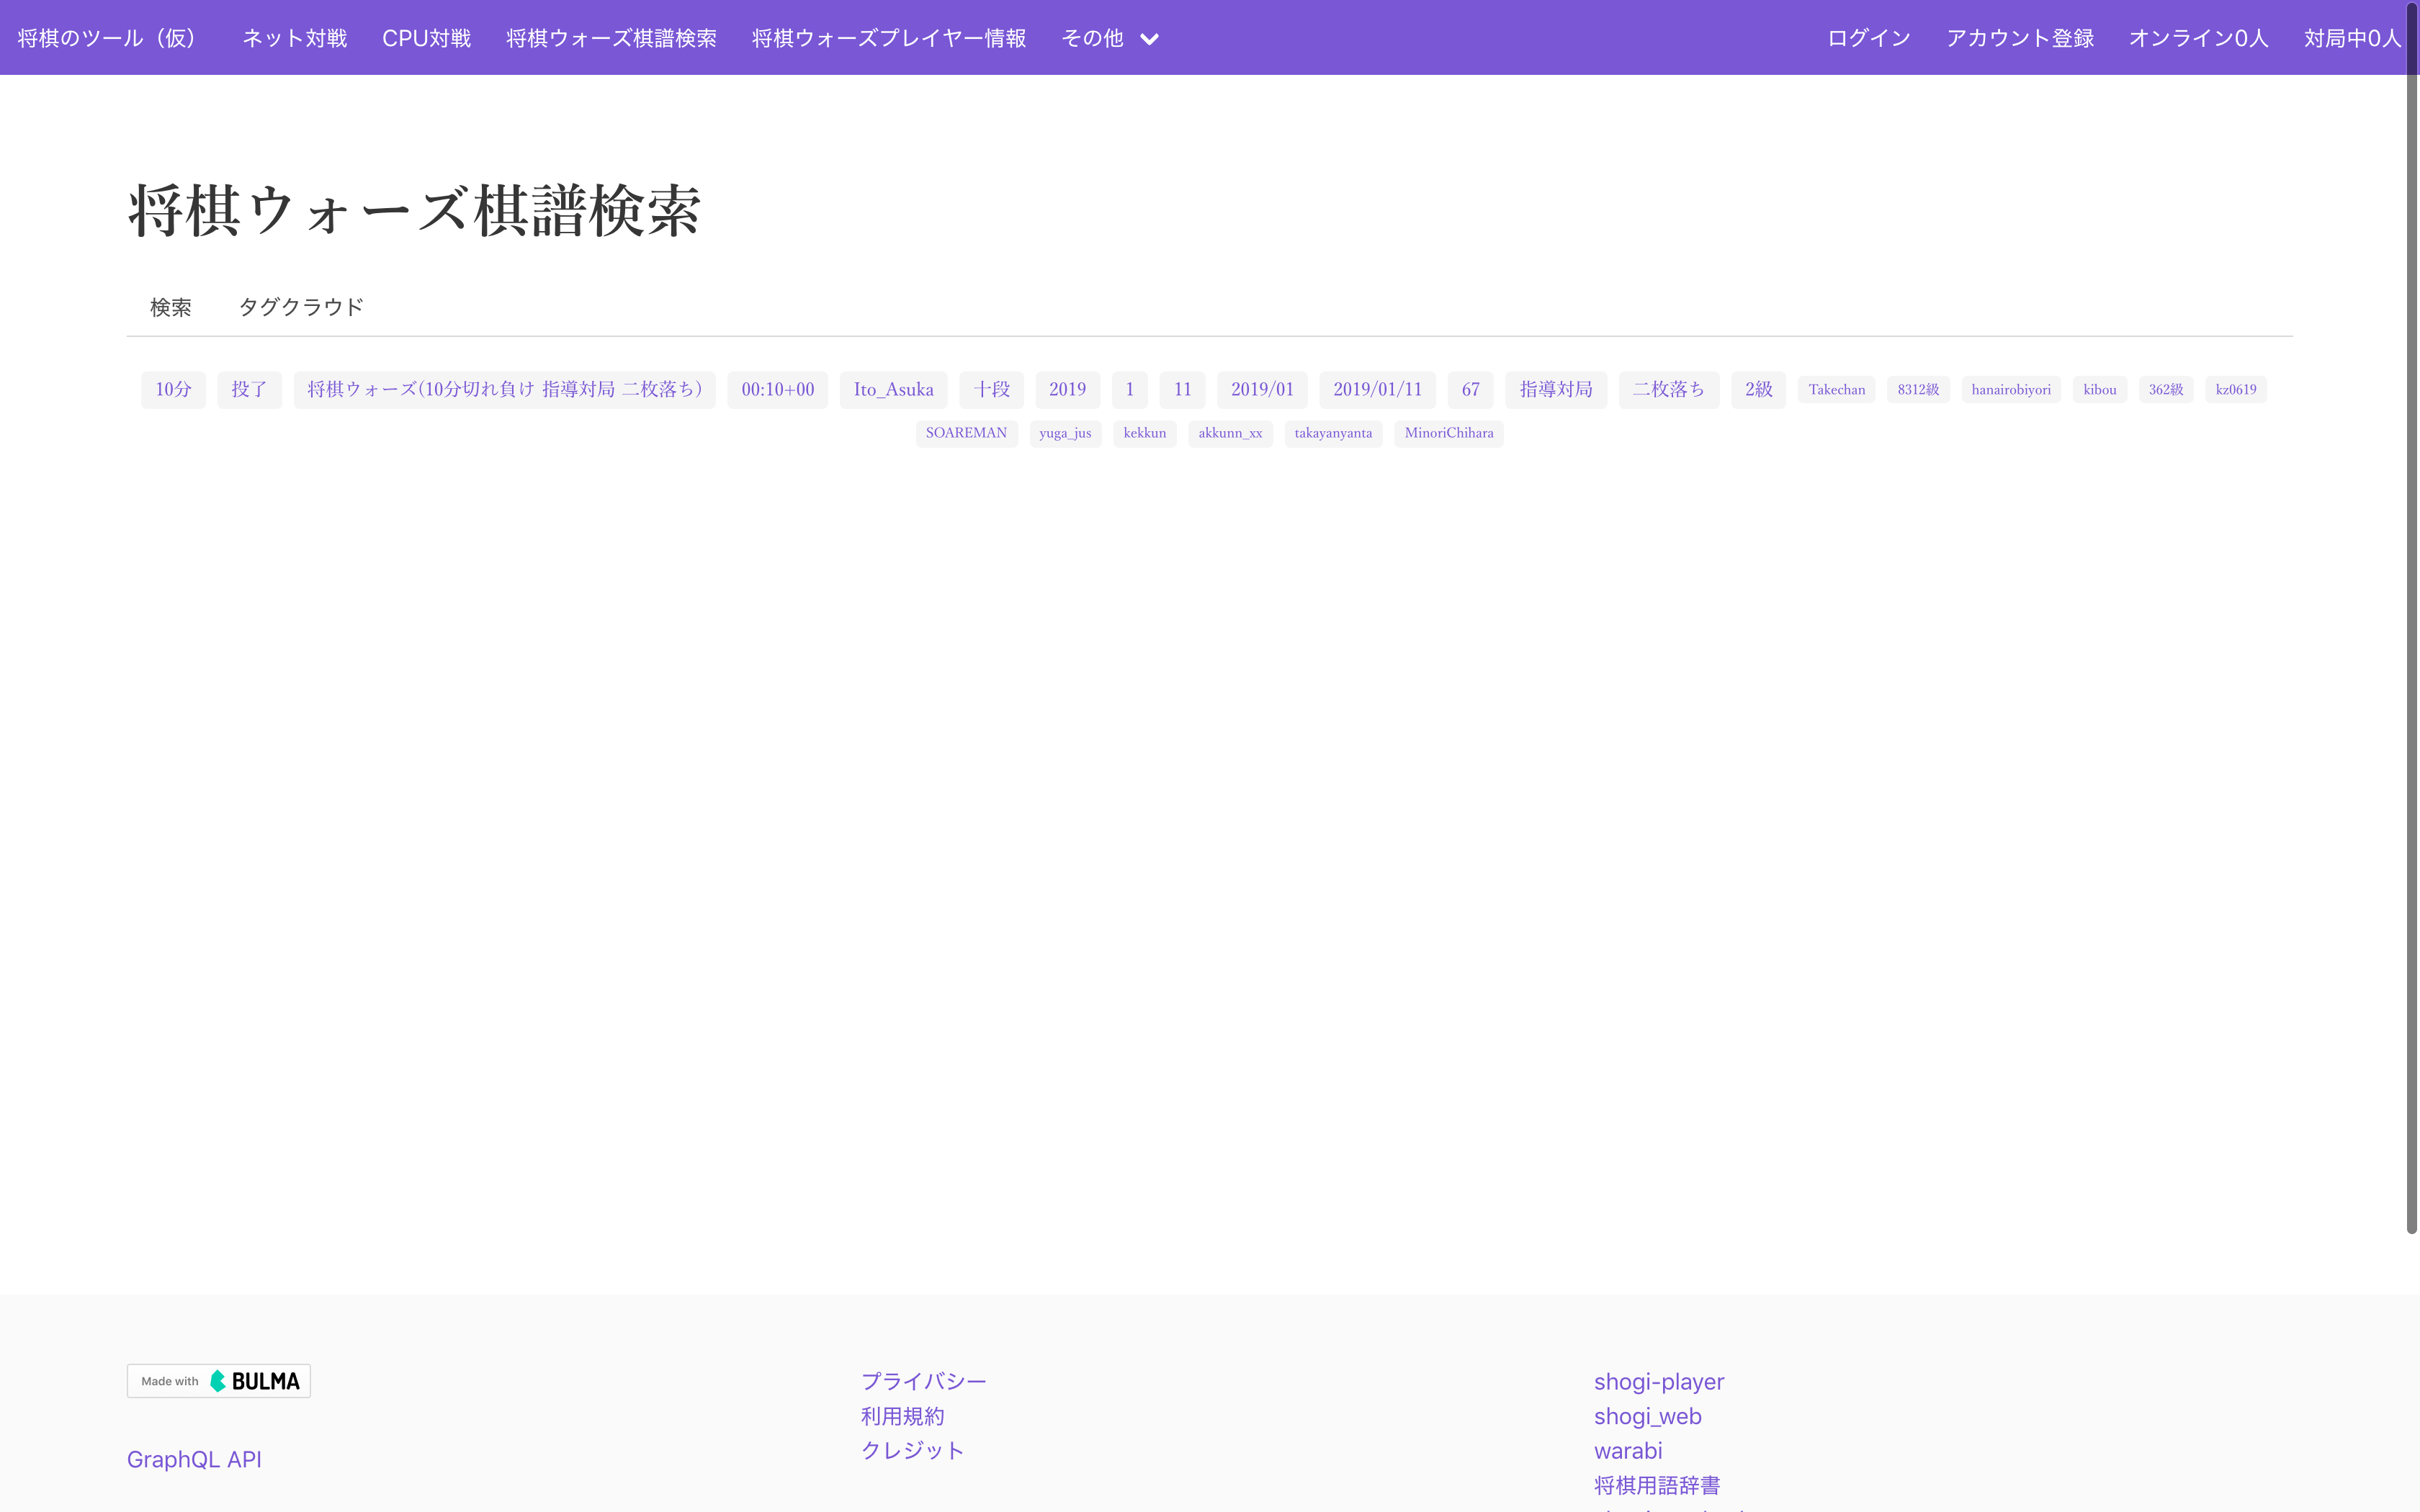 将棋のツール（仮） ネット対戦 CPU対戦 将棋ウォーズ棋譜検索 将棋ウォーズプレイヤー情報 その他 ログイン アカウント登録 オンライン0人 対局中0人
将棋ウォーズ棋譜検索
検索 タグクラウド
10分 投了 将棋ウォーズ(10分切れ負け 指導対局 二枚落ち) 00:10+00 Ito_Asuka 十段 2019 1 11 2019/01 2019/01/11 67 指導対局 二枚落ち 2級 Takechan 8312級 hanairobiyori kibou 362級 kz0619
SOAREMAN yuga_jus kekkun akkunn_xx takayanyanta MinoriChihara
Made with BULMA
GraphQL API
プライバシー
利用規約
クレジット
shogi-player
shogi_web
warabi
将棋用語辞書